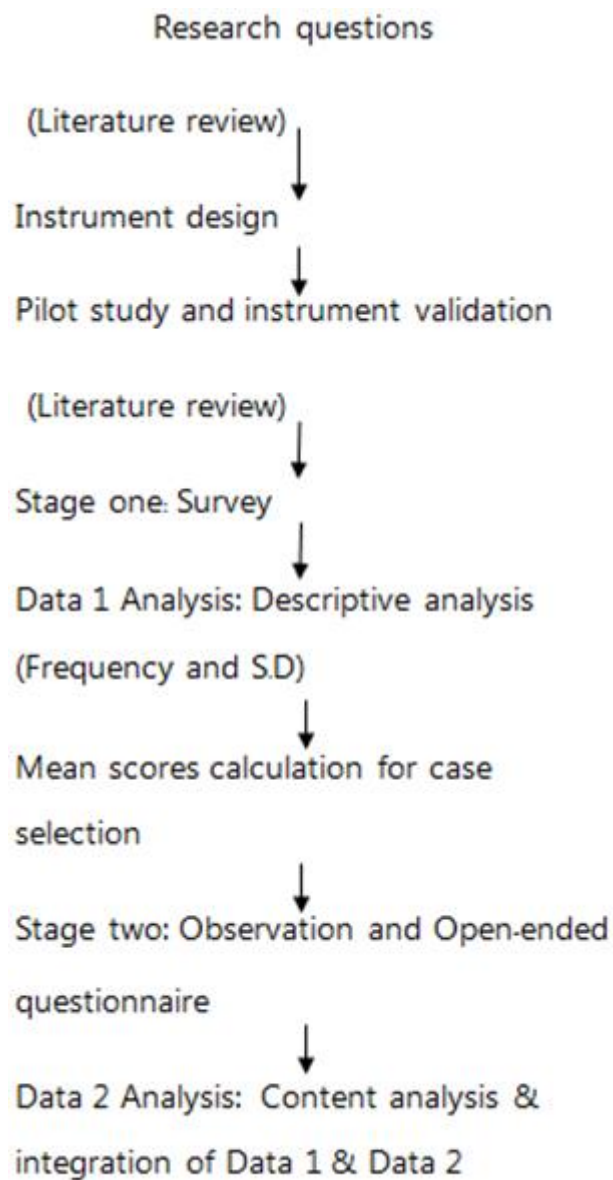 Research questions
(Literature review)
Instrument design
Pilot study and instrument validation
(Literature review)
Stage one: Survey
Data 1 Analysis: Descriptive analysis
(Frequency and S.D)
Mean scores calculation for case
selection
Stage two: Observation and Open-ended
questionnaire
Data 2 Analysis: Content analysis &
integration of Data 1 & Data 2